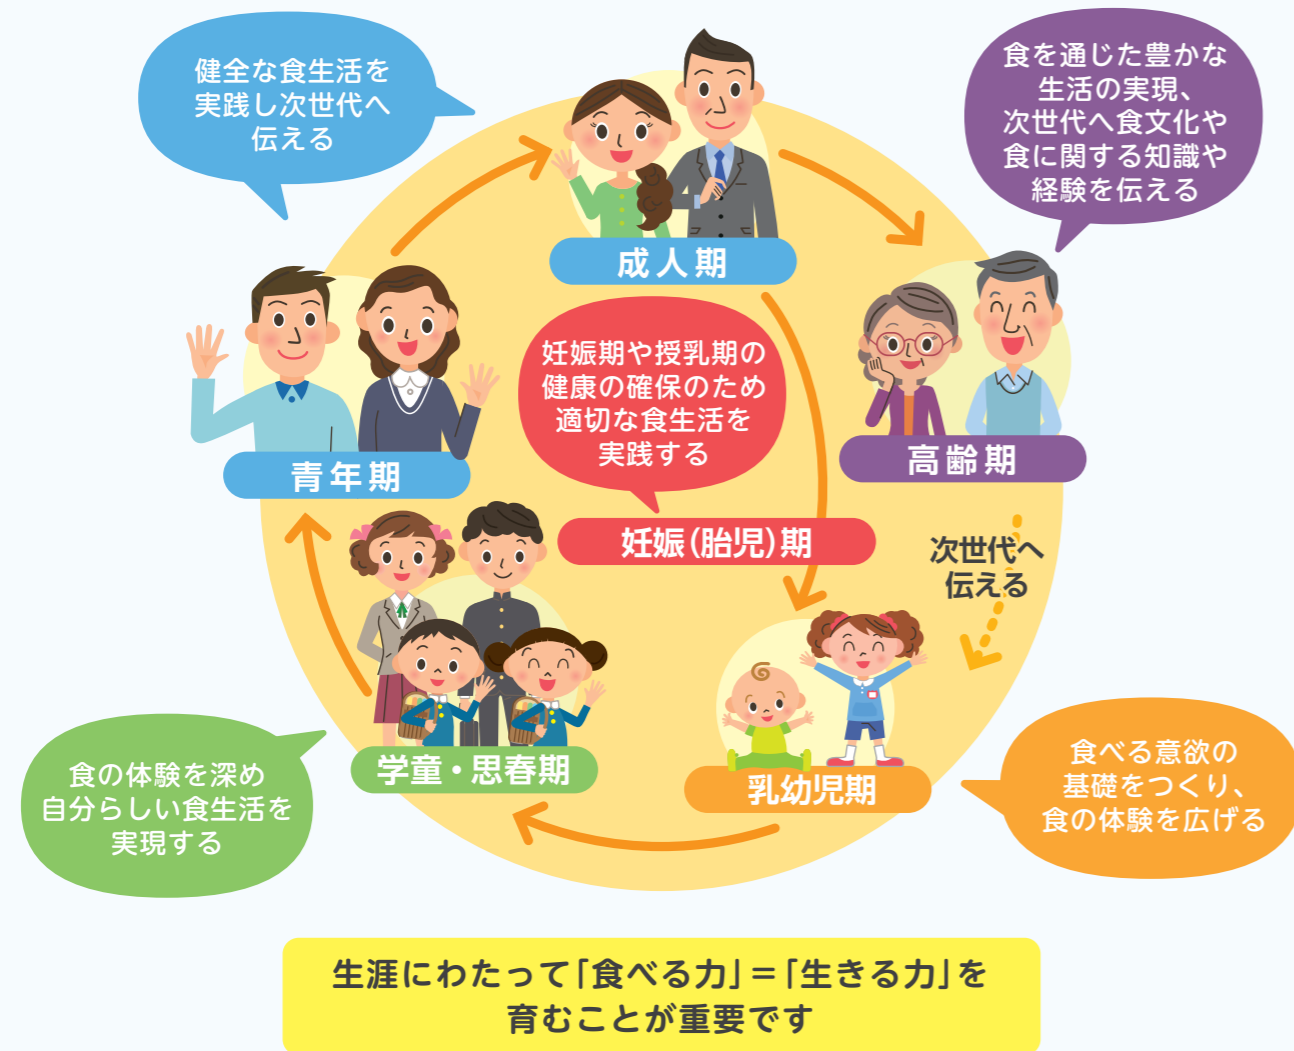 健全な食生活を
実践し次世代へ
伝える
食を通じた豊かな
生活の実現、
次世代へ食文化や
食に関する知識や
経験を伝える
成人期
妊娠期や授乳期の
健康の確保のため
適切な食生活を
実践する
青年期
高齢期
妊娠(胎児)期
次世代へ
伝える
学童・思春期
乳幼児期
食の体験を深め
自分らしい食生活を
実現する
食べる意欲の
基礎をつくり、
食の体験を広げる
生涯にわたって「食べる力」=「生きる力」を
育むことが重要です